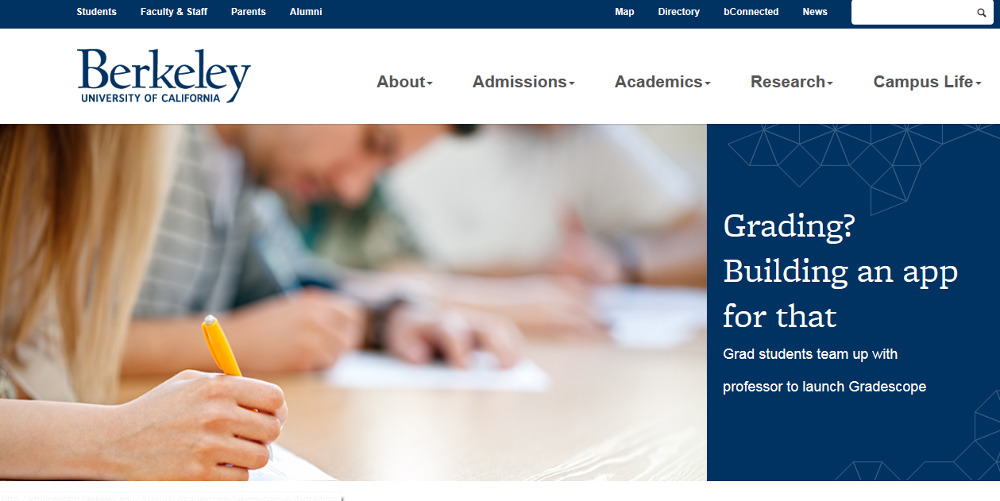 Students Faculty & Staff Parents Alumni Map Directory bConnected News
Berkeley
UNIVERSITY OF CALIFORNIA
About Admissions Academics Research Campus Life
Grading?
Building an app
for that
Grad students team up with
professor to launch Gradescope